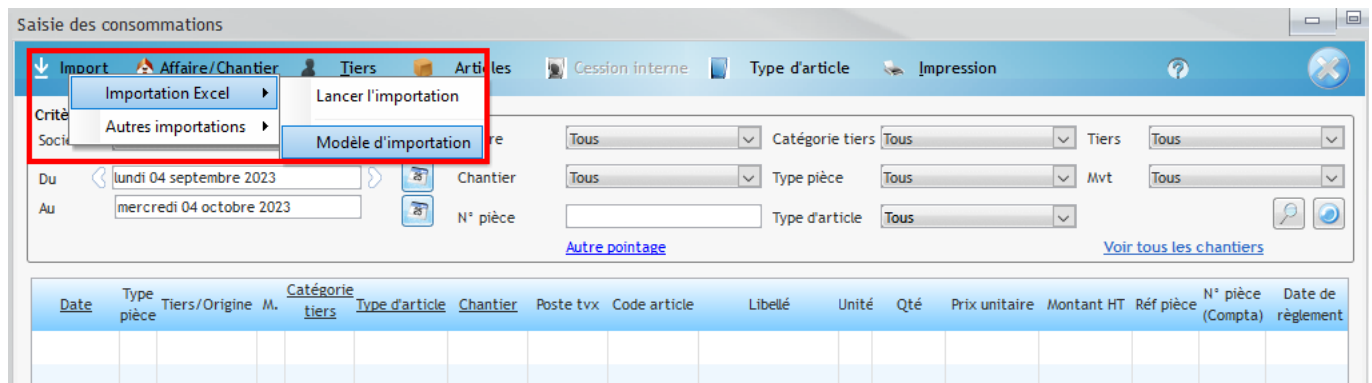 Saisie des consommations
Import Affaire/Chantier Tiers Articles Cession interne Type d'article Impression
Importation Excel Lancer l'importation
Autres importations Modèle d'importation
Critè
Socié re Tous Catégorie tiers Tous Tiers Tous
Du lundi 04 septembre 2023 Chantier Tous Type pièce Tous Mvt Tous
Au mercredi 04 octobre 2023 N° pièce Type d'article Tous
Autre pointage Voir tous les chantiers
Date Type pièce Tiers/Origine M. Catégorie tiers Type d'article Chantier Poste tvx Code article Libellé Unité Qté Prix unitaire Montant HT Réf pièce N° pièce (Compta) Date de règlement